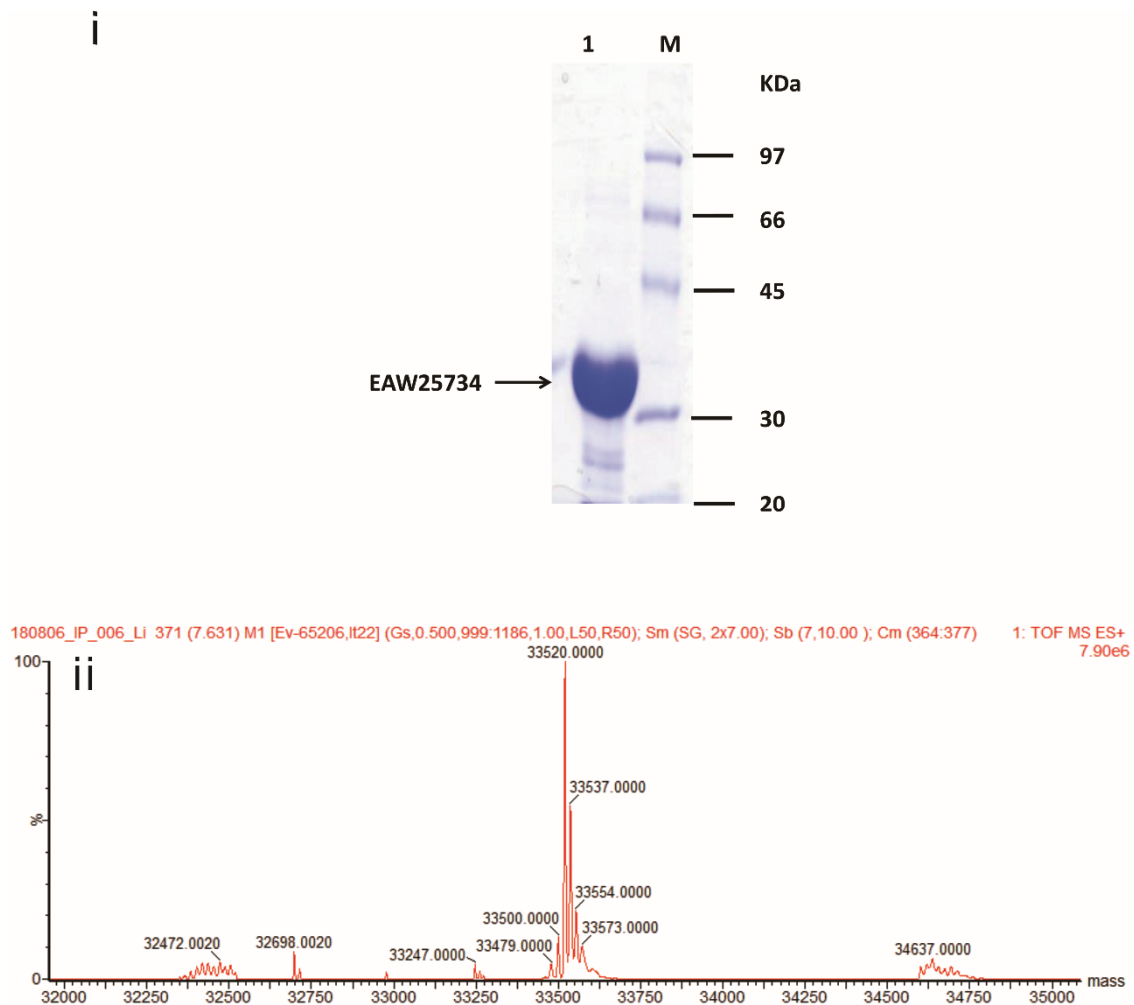 i
1 M
KDa
97
66
45
EAW25734
30
20
180806_IP_006_Li 371 (7.631) M1 [Ev-65206,It22] (Gs,0.500,999:1186,1.00,L50,R50); Sm (SG, 2x7.00); Sb (7,10.00 ); Cm (364:377) 1: TOF MS ES+
7.90e6
33520.0000
100
ii
33537.0000
%
33554.0000
33500.0000
33573.0000
32472.0020
32698.0020
33247.0000
33479.0000
34637.0000
0
mass
32000 32250 32500 32750 33000 33250 33500 33750 34000 34250 34500 34750 35000